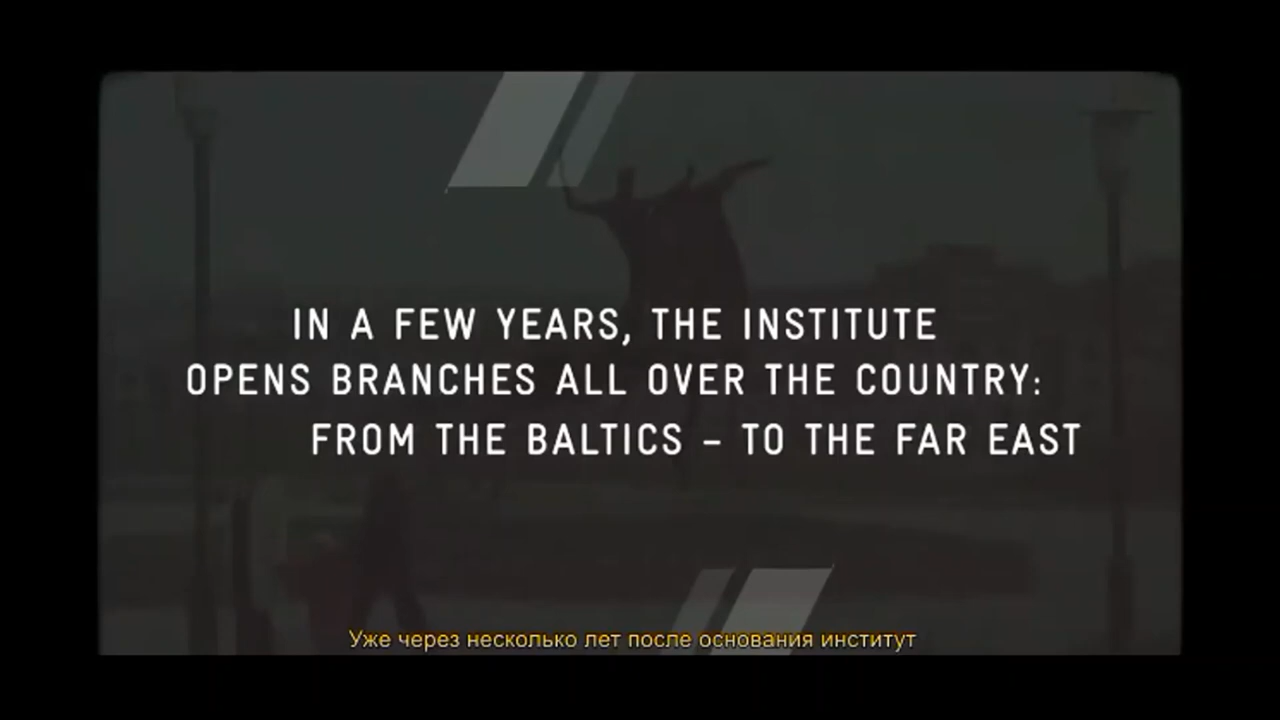 IN A FEW YEARS, THE INSTITUTE
OPENS BRANCHES ALL OVER THE COUNTRY:
FROM THE BALTICS – TO THE FAR EAST
Уже через несколько лет после основания институт